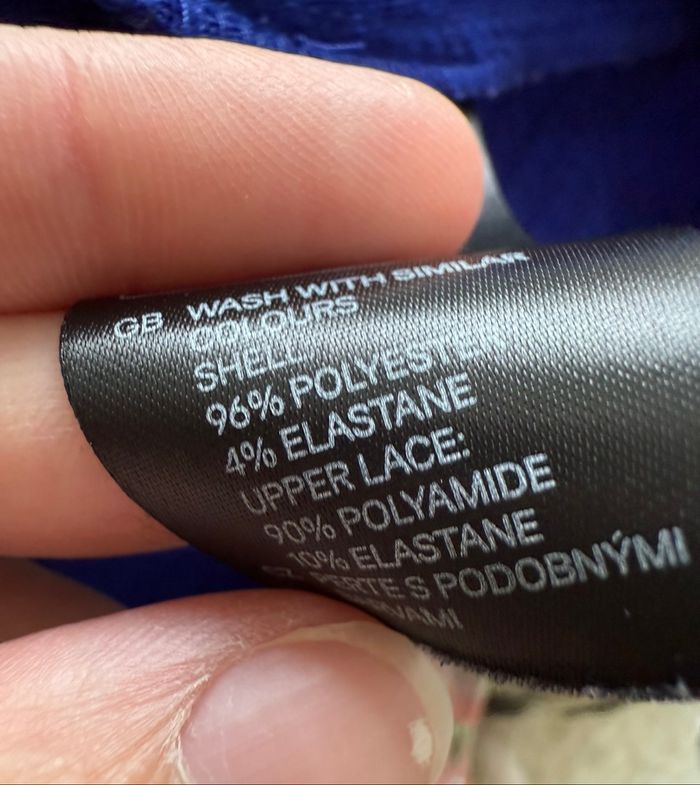 GB WASH WITH SIMILAR
COLOURS
SHELL:
96% POLYESTER
4% ELASTANE
UPPER LACE:
90% POLYAMIDE
10% ELASTANE
PERTE S PODOBNÝMI